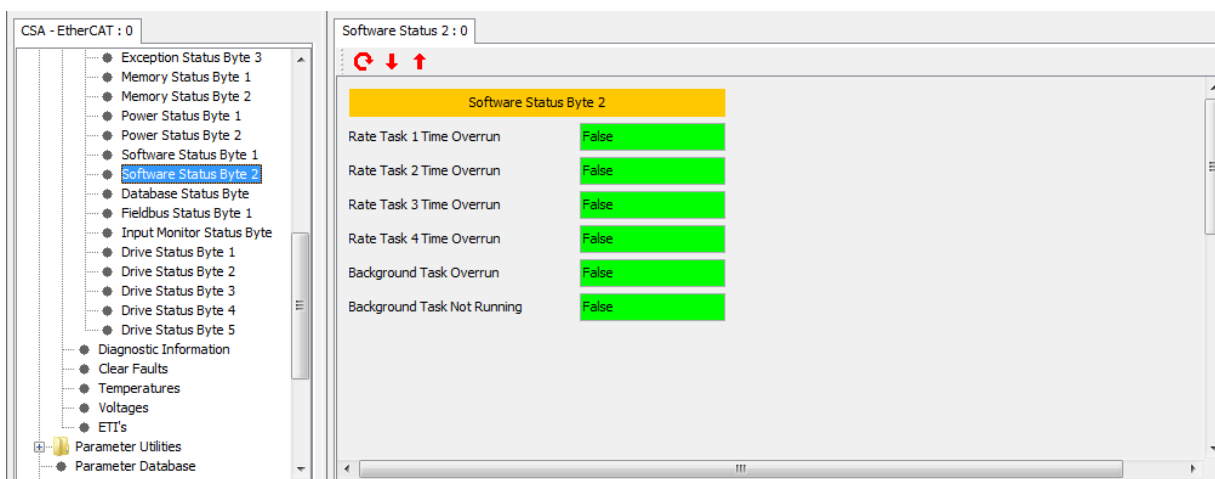 CSA - EtherCAT : 0
Exception Status Byte 3
Memory Status Byte 1
Memory Status Byte 2
Power Status Byte 1
Power Status Byte 2
Software Status Byte 1
Software Status Byte 2
Database Status Byte
Fieldbus Status Byte 1
Input Monitor Status Byte
Drive Status Byte 1
Drive Status Byte 2
Drive Status Byte 3
Drive Status Byte 4
Drive Status Byte 5
Diagnostic Information
Clear Faults
Temperatures
Voltages
ETI's
Parameter Utilities
Parameter Database
Software Status 2 : 0
Software Status Byte 2
Rate Task 1 Time Overrun False
Rate Task 2 Time Overrun False
Rate Task 3 Time Overrun False
Rate Task 4 Time Overrun False
Background Task Overrun False
Background Task Not Running False